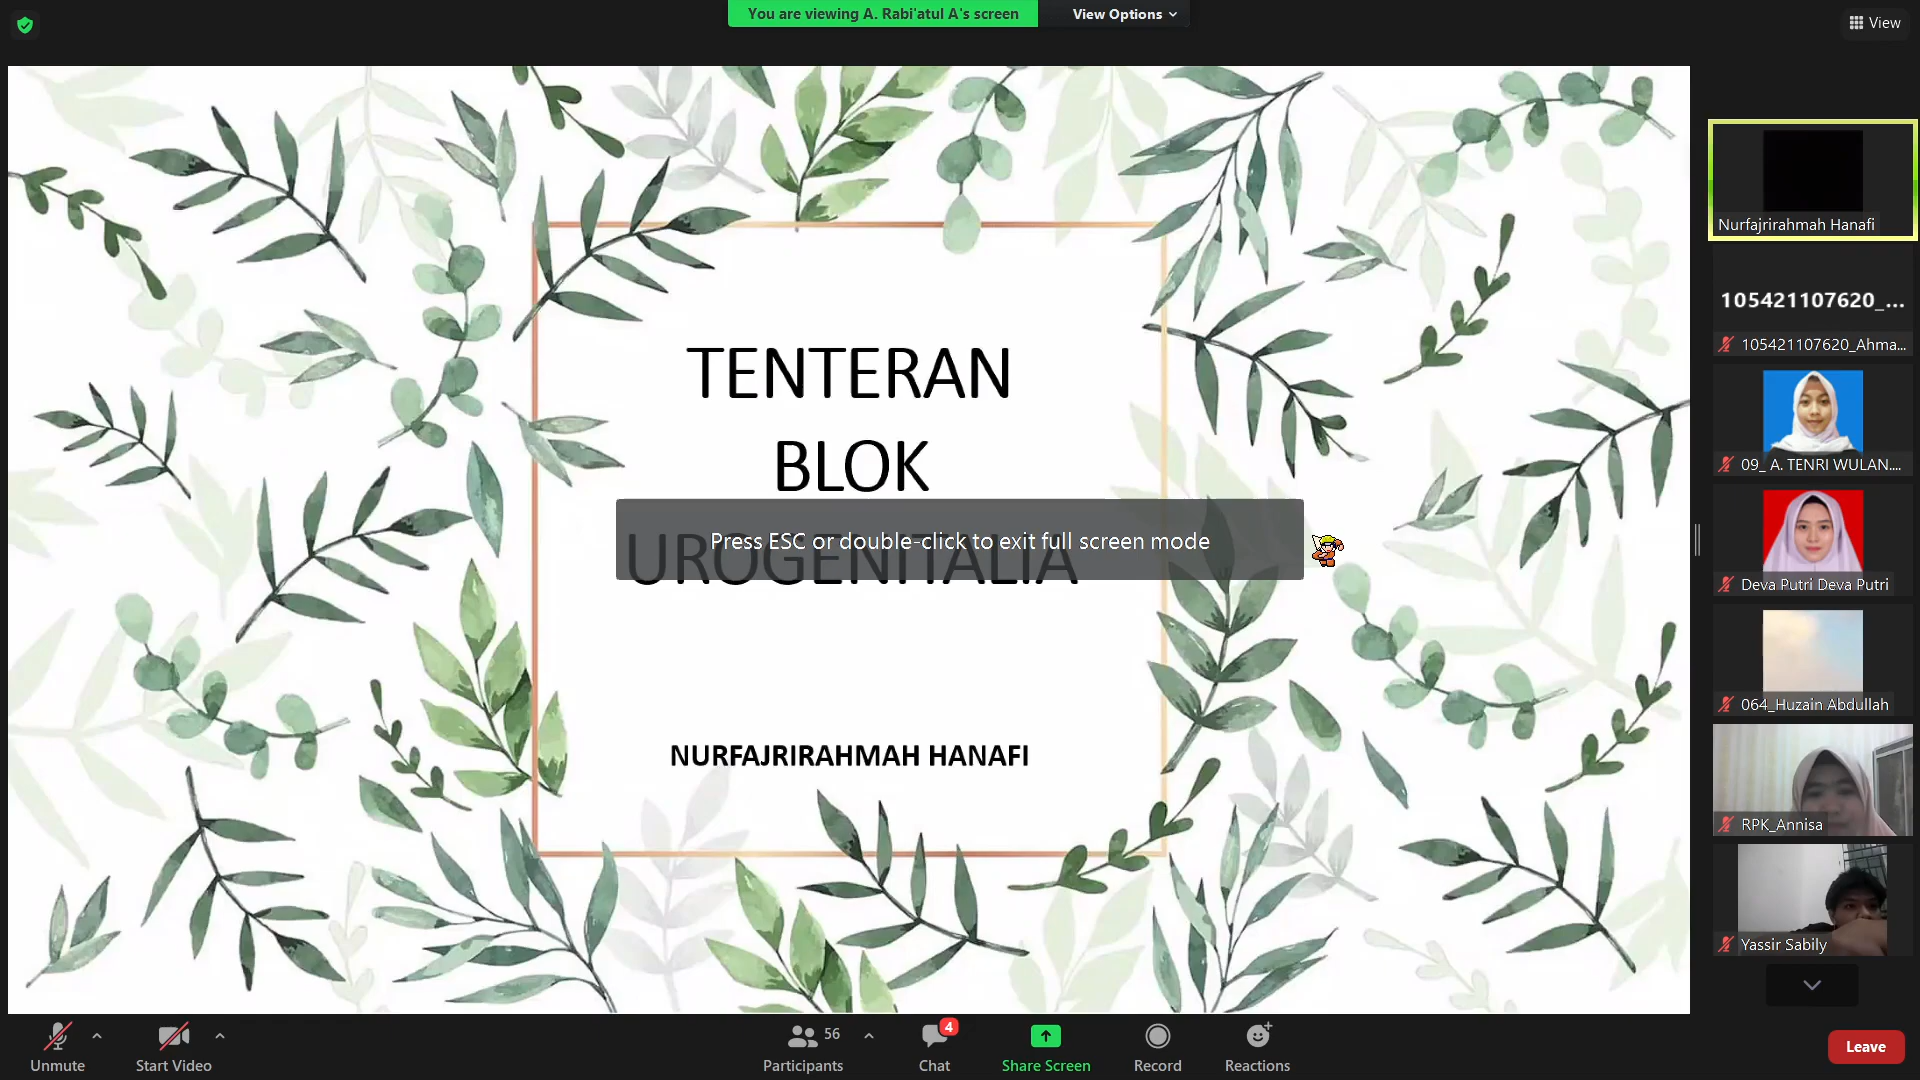 You are viewing A. Rabi'atul A's screen
View Options
View
TENTERAN
BLOK
UROGENITALIA
Press ESC or double-click to exit full screen mode
NURFAJRIRAHMAH HANAFI
Nurfajrirahmah Hanafi
105421107620_...
105421107620_Ahma...
09_ A. TENRI WULAN....
Deva Putri Deva Putri
064_Huzain Abdullah
RPK_Annisa
Yassir Sabily
Unmute
Start Video
56
Participants
4
Chat
Share Screen
Record
Reactions
Leave